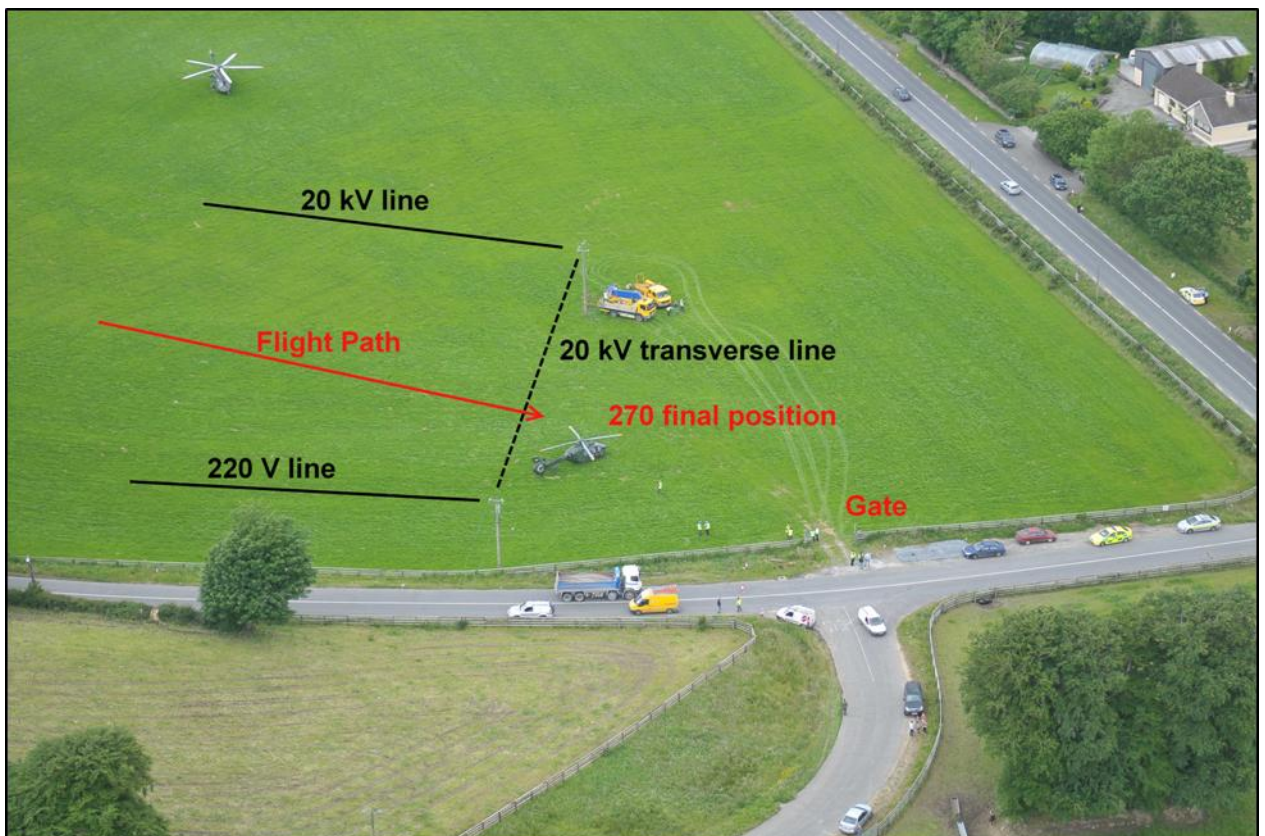 20 kV line
Flight Path
20 kV transverse line
270 final position
220 V line
Gate